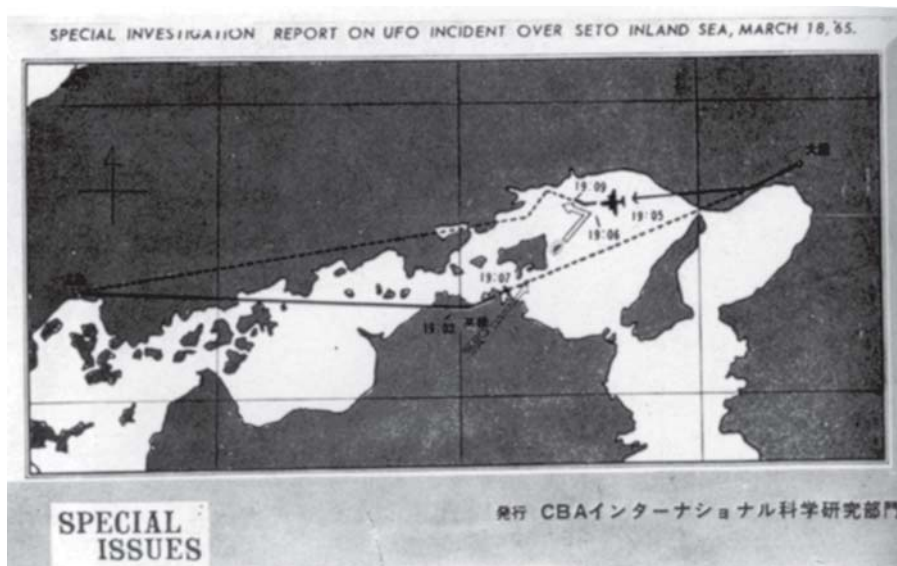 SPECIAL INVESTIGATION REPORT ON UFO INCIDENT OVER SETO INLAND SEA, MARCH 18,'65.
大阪
19:09
19:05
19:06
19:07
19:03
SPECIAL
ISSUES
発行 CBAインターナショナル科学研究部門